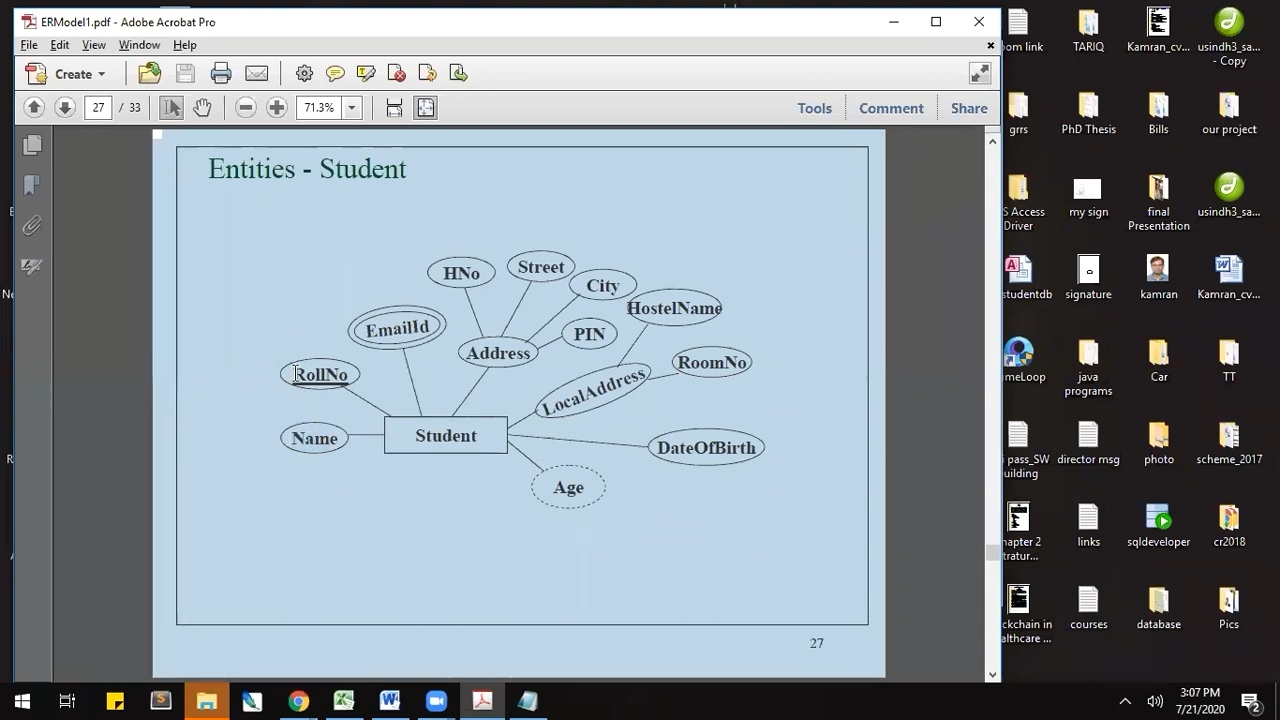 ERModel1.pdf - Adobe Acrobat Pro
File Edit View Window Help
Create
27 / 33
71.3%
Tools Comment Share
Entities - Student
HNo
Street
City
HostelName
EmailId
PIN
Address
RoomNo
RollNo
LocalAddress
Name
Student
DateOfBirth
Age
27
om link
TARIQ
Kamran_cv...
usindh3_sa...
- Copy
grrs
PhD Thesis
Bills
our project
S Access
Driver
my sign
final
Presentation
usindh3_sa...
studentdb
signature
kamran
Kamran_cv...
meLoop
java
programs
Car
TT
i pass_SW
uilding
director msg
photo
scheme_2017
hapter 2
tratur...
links
sqldeveloper
cr2018
ckchain in
althcare ...
courses
database
Pics
3:07 PM
7/21/2020
2